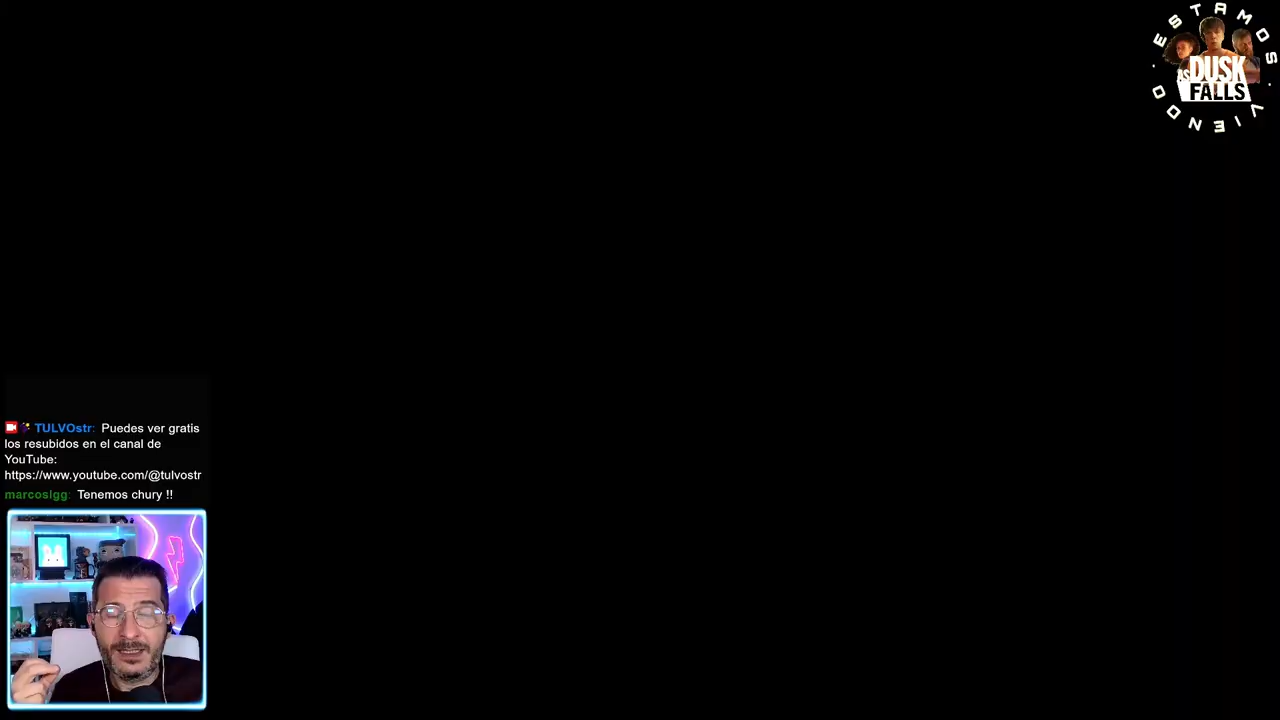 ESTAMOS
AS DUSK
FALLS
VIENDO
TULVOstr: Puedes ver gratis
los resubidos en el canal de
YouTube:
https://www.youtube.com/@tulvostr
marcoslgg: Tenemos chury !!